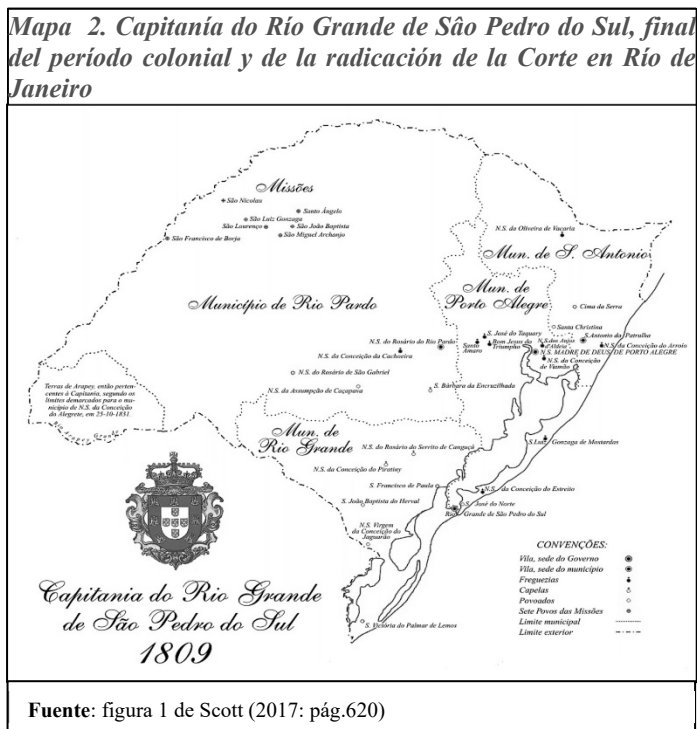 Mapa 2. Capitanía do Río Grande de Sâo Pedro do Sul, final
del período colonial y de la radicación de la Corte en Río de
Janeiro
Missões
São Nicolau
Santo Ângelo
São Luiz Gonzaga
São Lourenço
São João Baptista
São Miguel Archanjo
São Francisco de Borja
N.S. da Oliveira de Vacaria
Mun. de S. Antonio
Mun. de
Porto Alegre
Cima da Serra
Município de Rio Pardo
Santa Christina
S. José do Taquary
Santo
Amaro
Bom Jesus do
Triumpho
N.S.dos Anjos
d'Aldeia
S.Antonio da Patrulha
N.S. da Conceição do Arroio
N.S. MADRE DE DEUS DE PORTO ALEGRE
N.S. da Conceição
de Viamão
N.S. do Rosário do Rio Pardo
N.S. da Conceição da Cachoeira
N.S. do Rosário de São Gabriel
N.S. da Assumpção de Caçapava
S. Bárbara da Encruzilhada
Terras de Arapey, então perten-
centes à Capitania, segundo os
limites demarcados para o mu-
nicípio de N.S. da Conceição
do Alegrete, em 25-10-1831.
Mun. de
Rio Grande
N.S. do Rosário do Serrito de Canguçú
N.S. da Conceição do Piratiny
S.Luiz Gonzaga de Mostardas
S. Francisco de Paula
N.S. da Conceição do Estreito
S. João Baptista do Herval
S. José do Norte
Rio Grande de São Pedro do Sul
N.S. Virgem
da Conceição do
Jaguarão
S. Victória do Palmar de Lemos
Capitania do Rio Grande
de São Pedro do Sul
1809
CONVENÇÕES:
Vila, sede do Governo
Vila, sede do município
Freguezias
Capelas
Povoados
Sete Povos das Missões
Limite municipal
Limite exterior
Fuente: figura 1 de Scott (2017: pág.620)